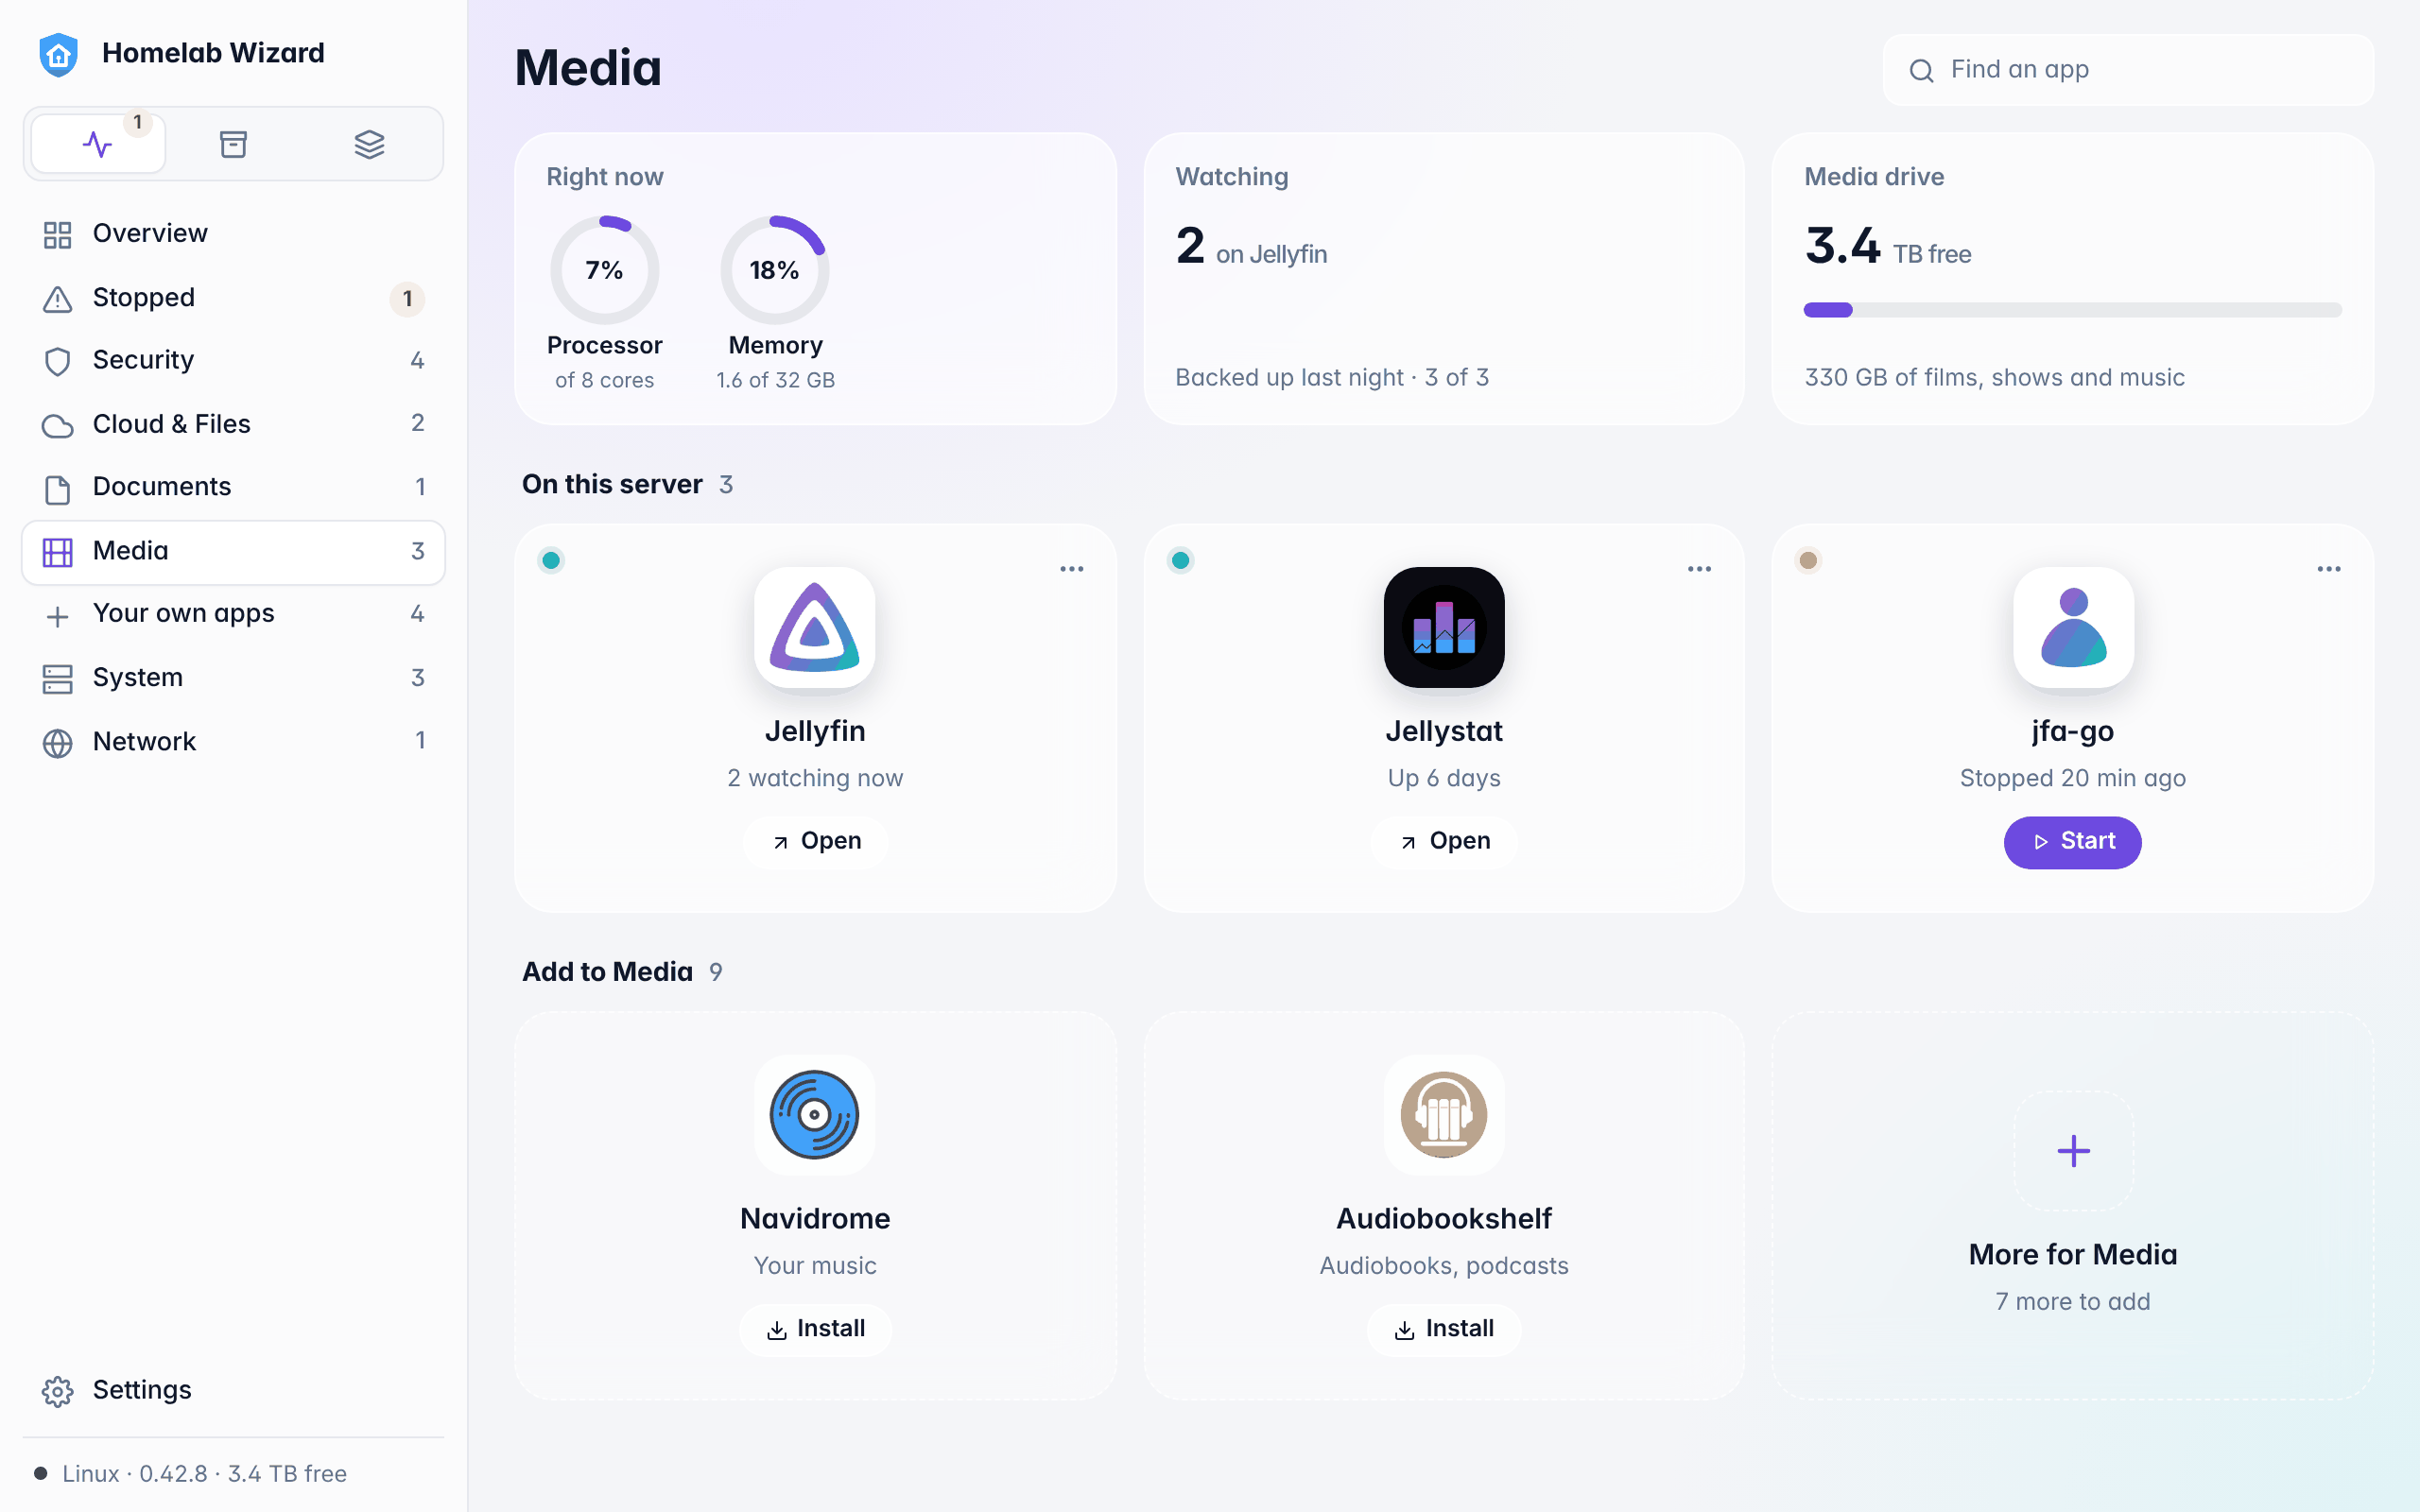 Homelab Wizard
1
Overview
Stopped 1
Security 4
Cloud & Files 2
Documents 1
Media 3
Your own apps 4
System 3
Network 1
Settings
Linux · 0.42.8 · 3.4 TB free
Media
Find an app
Right now
7%
Processor
of 8 cores
18%
Memory
1.6 of 32 GB
Watching
2 on Jellyfin
Backed up last night · 3 of 3
Media drive
3.4 TB free
330 GB of films, shows and music
On this server 3
Jellyfin
2 watching now
Open
Jellystat
Up 6 days
Open
jfa-go
Stopped 20 min ago
Start
Add to Media 9
Navidrome
Your music
Install
Audiobookshelf
Audiobooks, podcasts
Install
More for Media
7 more to add